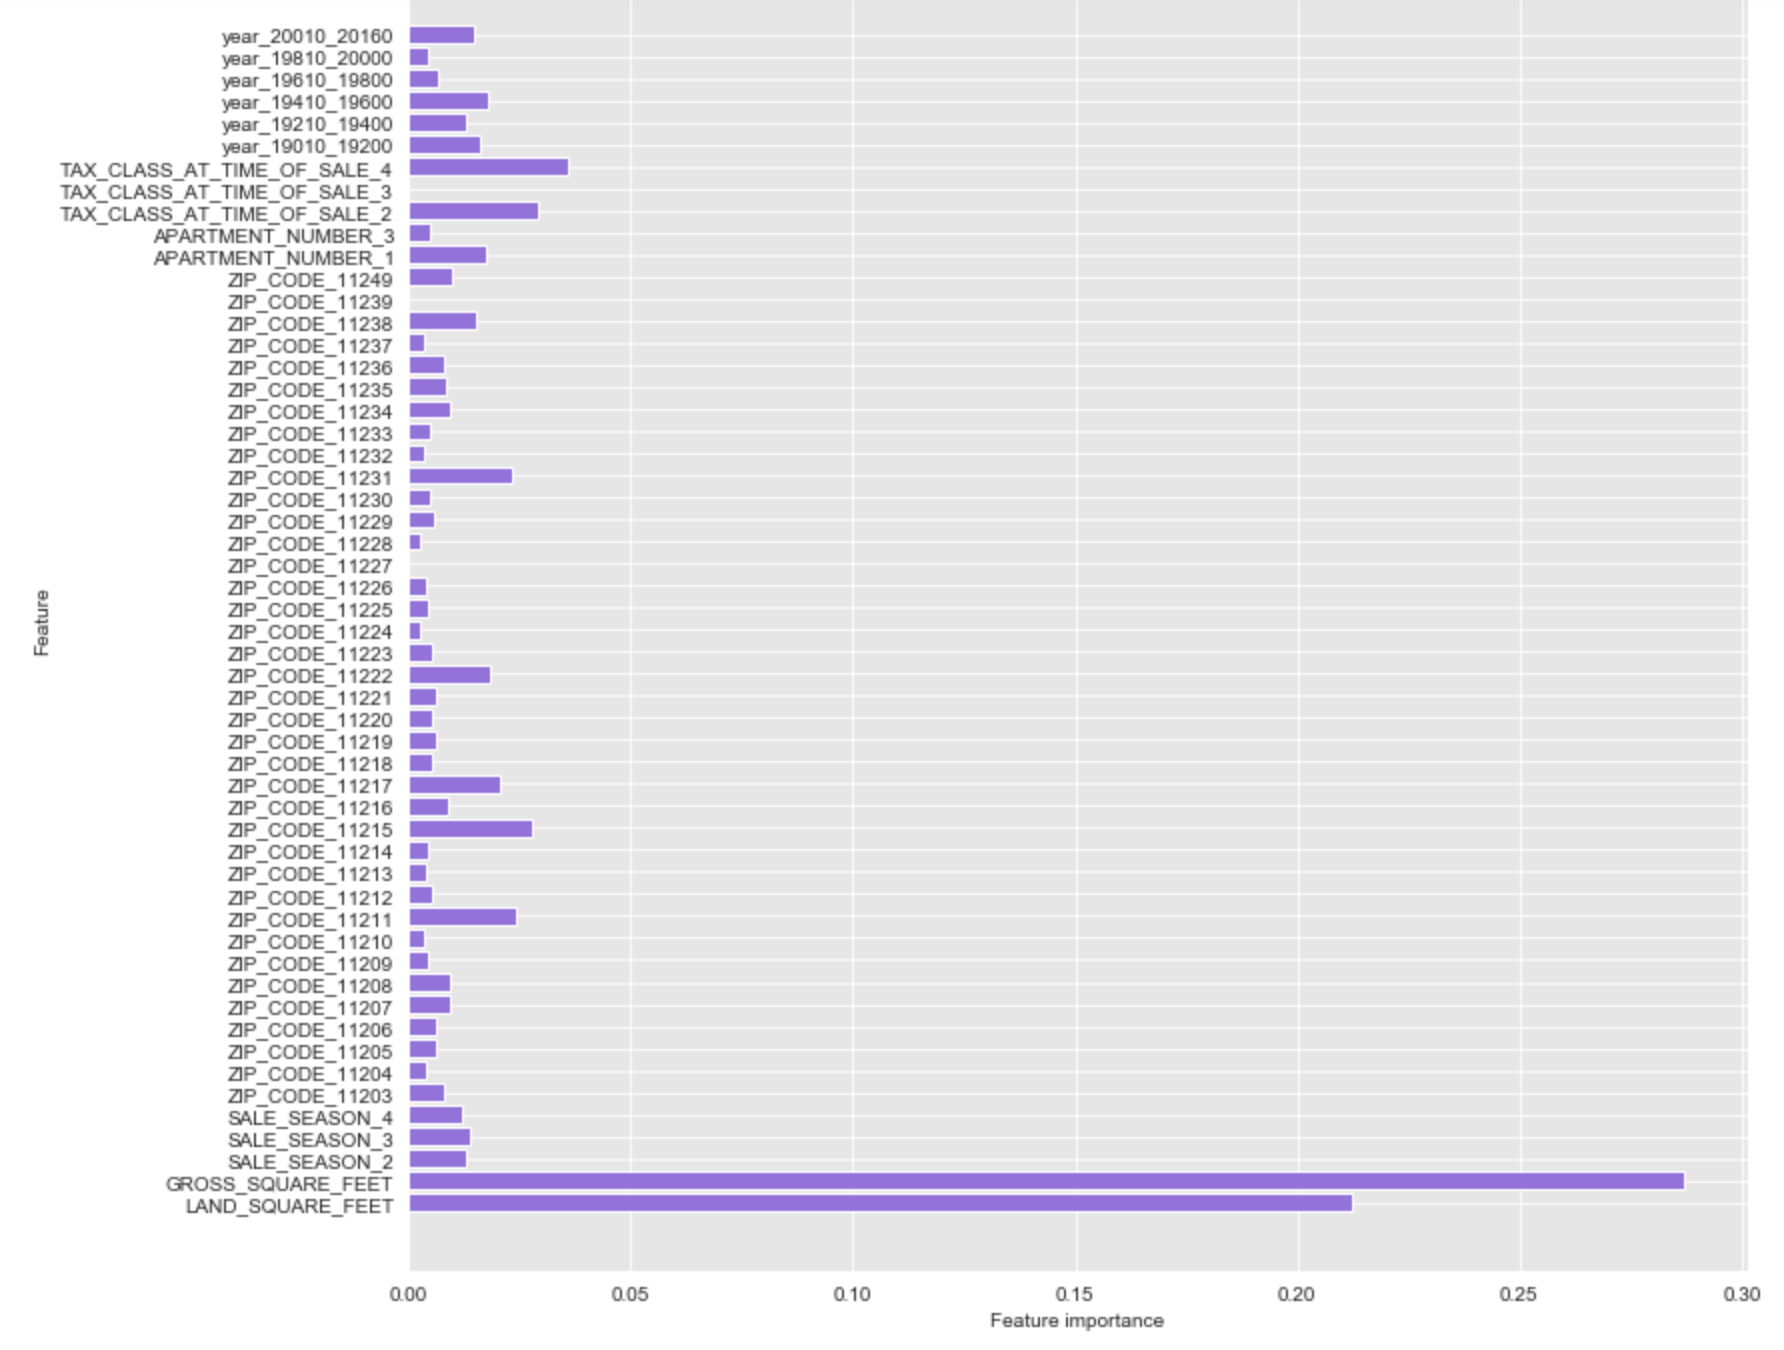 year_20010_20160
year_19810_20000
year_19610_19800
year_19410_19600
year_19210_19400
year_19010_19200
TAX_CLASS_AT_TIME_OF_SALE_4
TAX_CLASS_AT_TIME_OF_SALE_3
TAX_CLASS_AT_TIME_OF_SALE_2
APARTMENT_NUMBER_3
APARTMENT_NUMBER_1
ZIP_CODE_11249
ZIP_CODE_11239
ZIP_CODE_11238
ZIP_CODE_11237
ZIP_CODE_11236
ZIP_CODE_11235
ZIP_CODE_11234
ZIP_CODE_11233
ZIP_CODE_11232
ZIP_CODE_11231
ZIP_CODE_11230
ZIP_CODE_11229
ZIP_CODE_11228
ZIP_CODE_11227
ZIP_CODE_11226
ZIP_CODE_11225
ZIP_CODE_11224
ZIP_CODE_11223
ZIP_CODE_11222
ZIP_CODE_11221
ZIP_CODE_11220
ZIP_CODE_11219
ZIP_CODE_11218
ZIP_CODE_11217
ZIP_CODE_11216
ZIP_CODE_11215
ZIP_CODE_11214
ZIP_CODE_11213
ZIP_CODE_11212
ZIP_CODE_11211
ZIP_CODE_11210
ZIP_CODE_11209
ZIP_CODE_11208
ZIP_CODE_11207
ZIP_CODE_11206
ZIP_CODE_11205
ZIP_CODE_11204
ZIP_CODE_11203
SALE_SEASON_4
SALE_SEASON_3
SALE_SEASON_2
GROSS_SQUARE_FEET
LAND_SQUARE_FEET
Feature
0.00 0.05 0.10 0.15 0.20 0.25 0.30
Feature importance